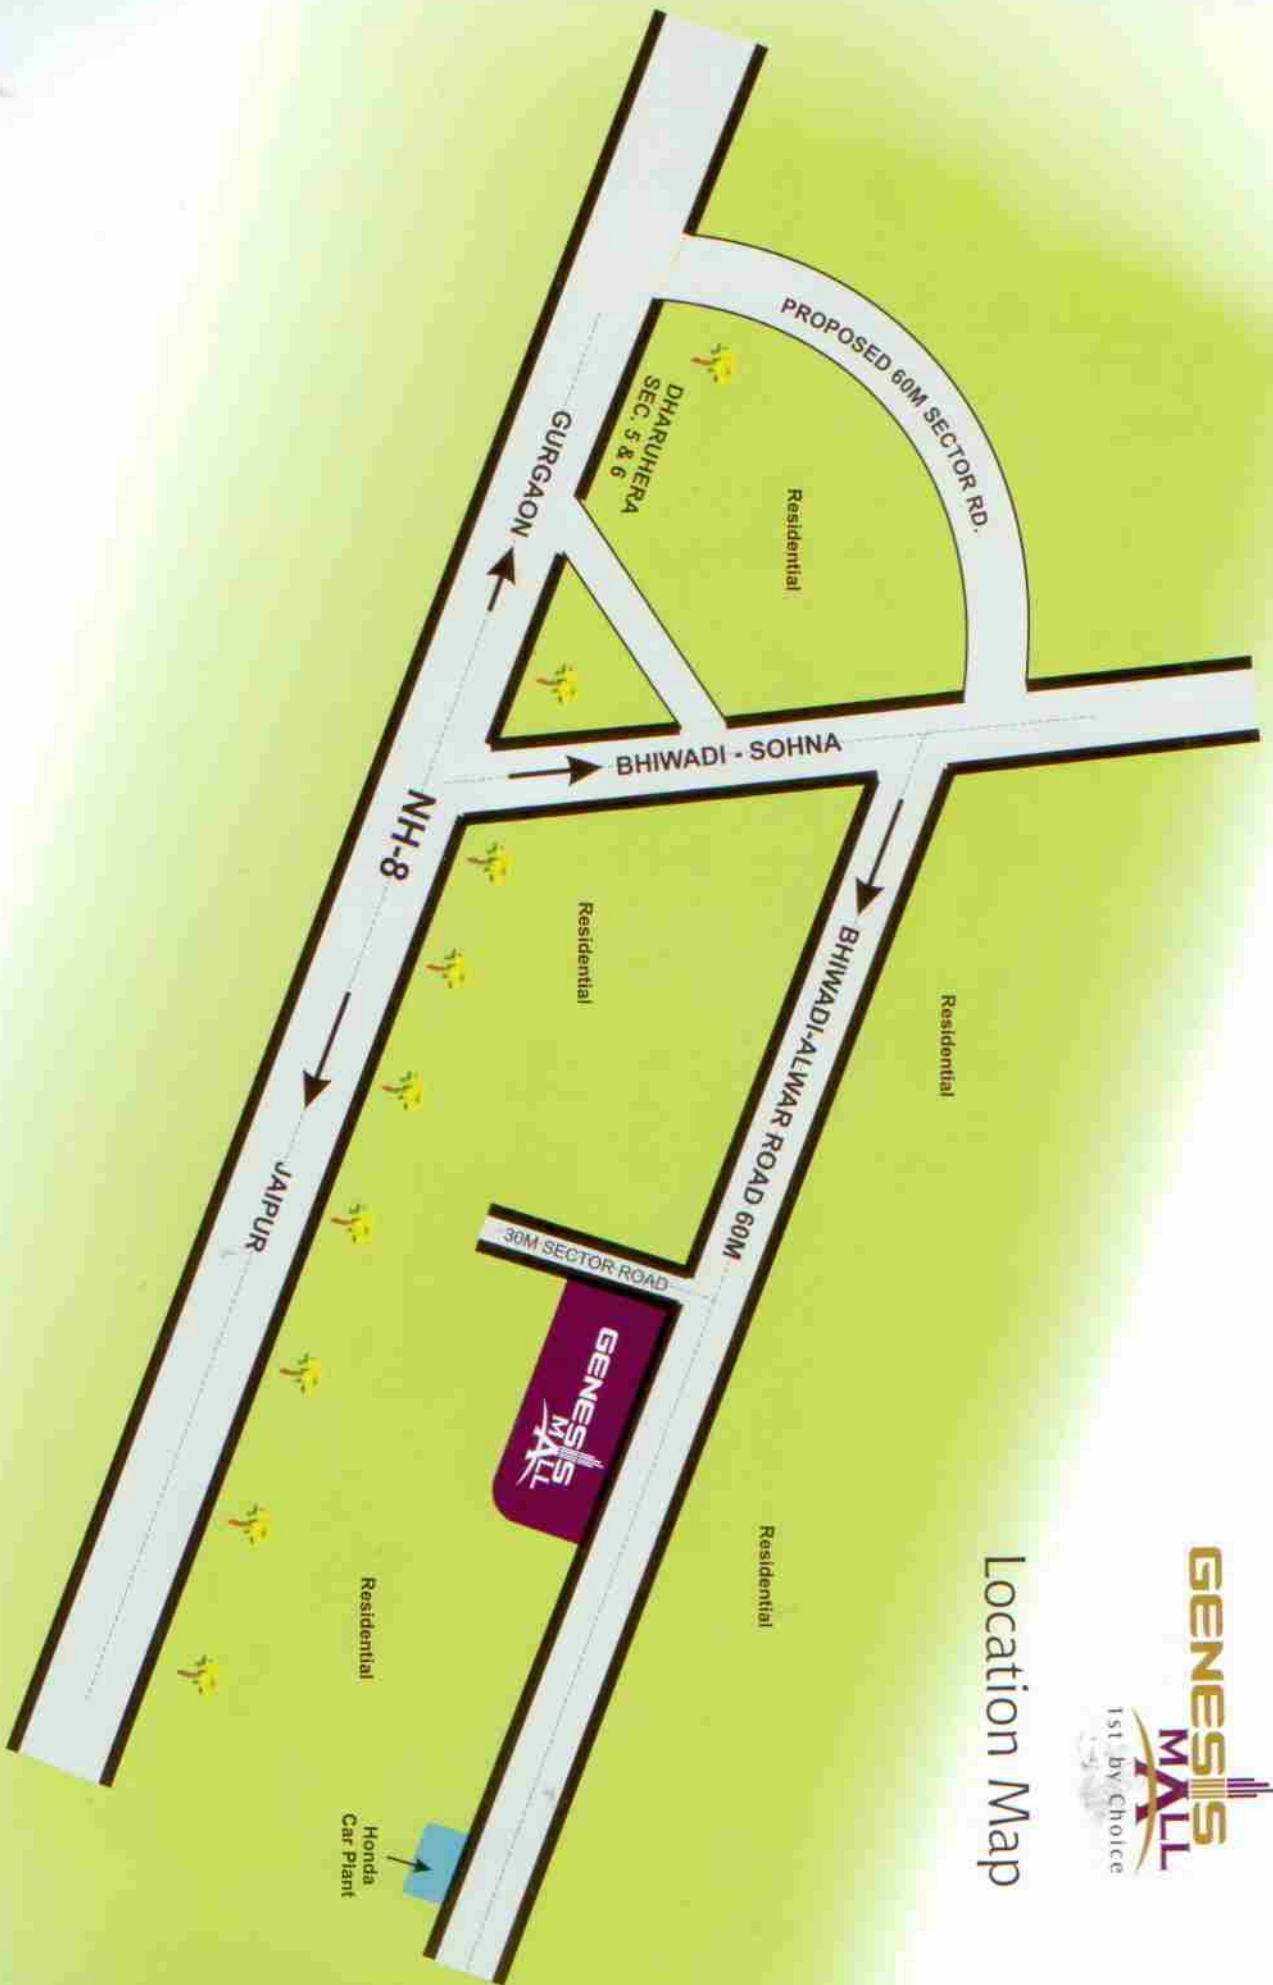 GENESIS
MALL
1st by Choice
Location Map
PROPOSED 60M SECTOR RD.
Residential
DHARUHERA
SEC. 5 & 6
GURGAON
BHIWADI - SOHNA
NH-8
JAIPUR
Residential
Residential
BHIWADI-ALWAR ROAD 60M
30M SECTOR ROAD
GENESIS
MALL
Residential
Residential
Honda
Car Plant